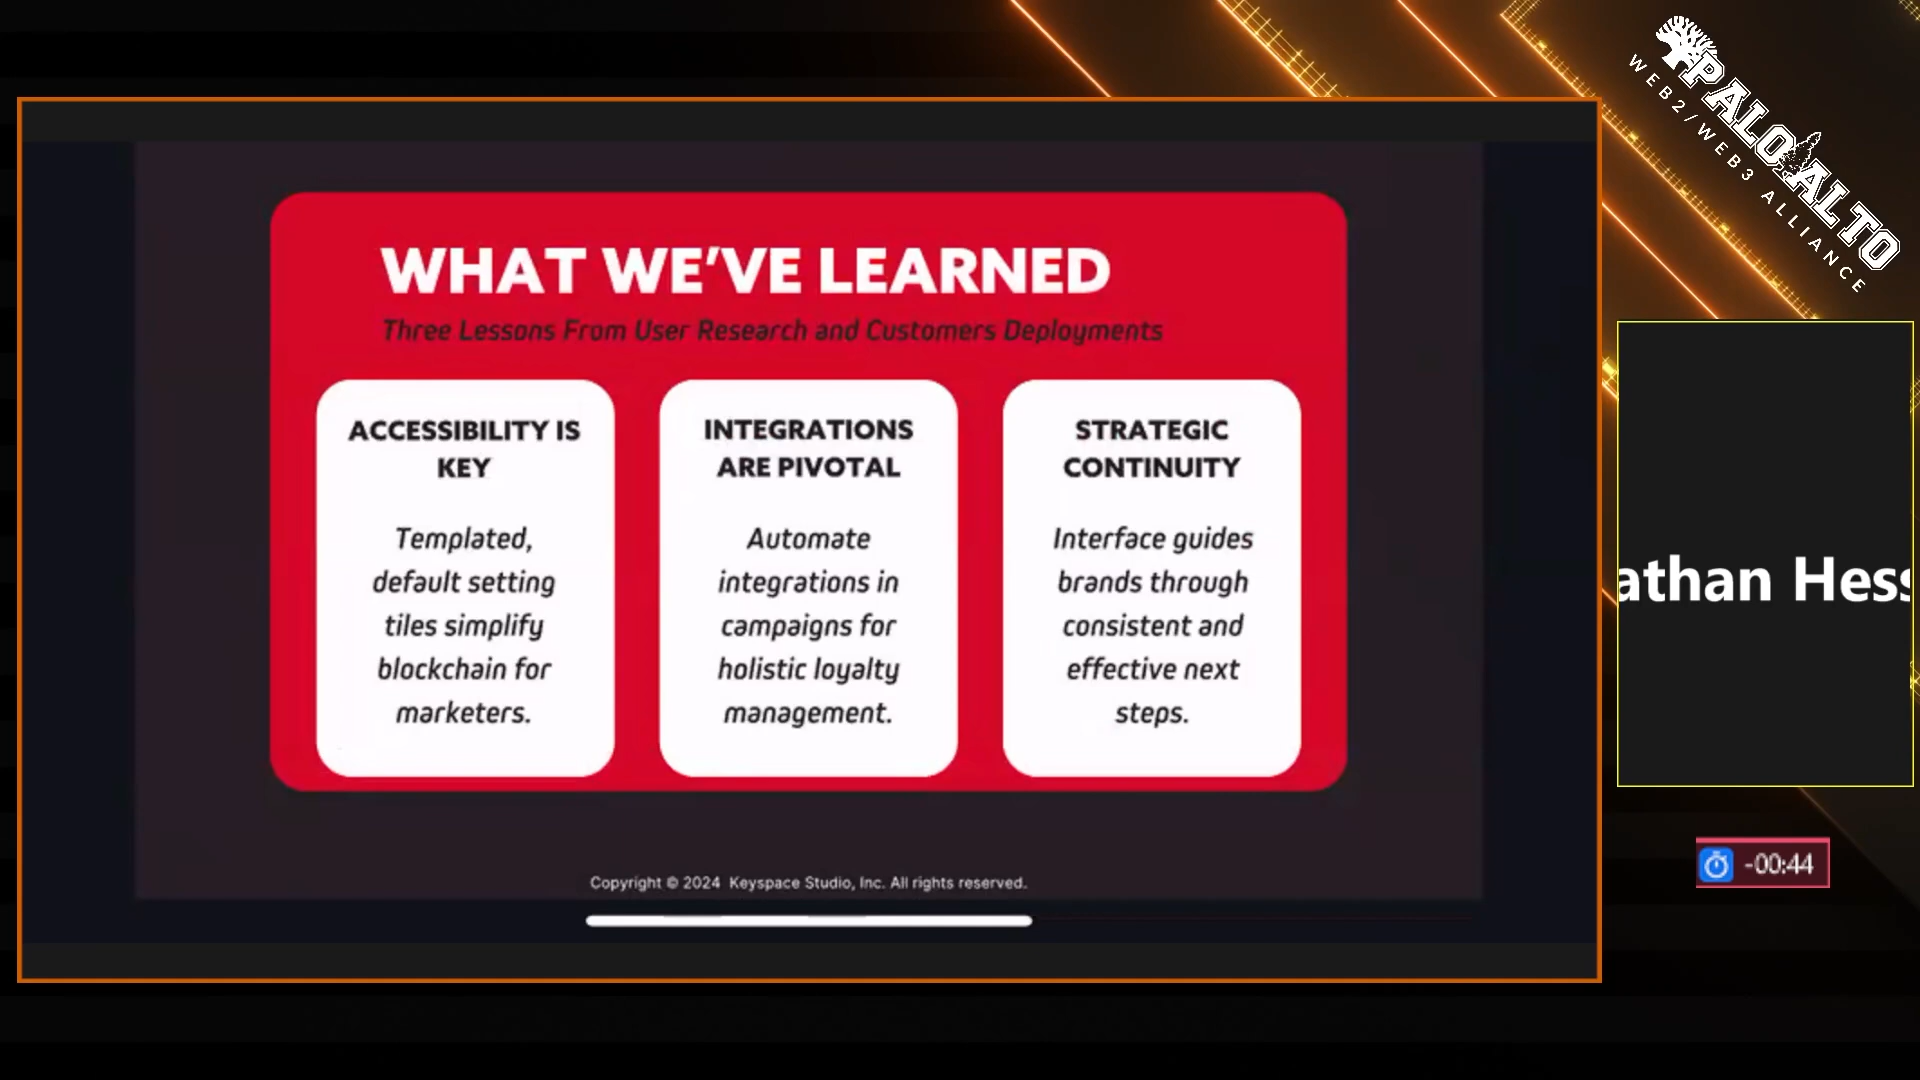 WHAT WE'VE LEARNED
Three Lessons From User Research and Customers Deployments
ACCESSIBILITY IS
KEY
Templated,
default setting
tiles simplify
blockchain for
marketers.
INTEGRATIONS
ARE PIVOTAL
Automate
integrations in
campaigns for
holistic loyalty
management.
STRATEGIC
CONTINUITY
Interface guides
brands through
consistent and
effective next
steps.
Copyright © 2024 Keyspace Studio, Inc. All rights reserved.
PALO ALTO
WEB2/WEB3 ALLIANCE
athan Hess
-00:44